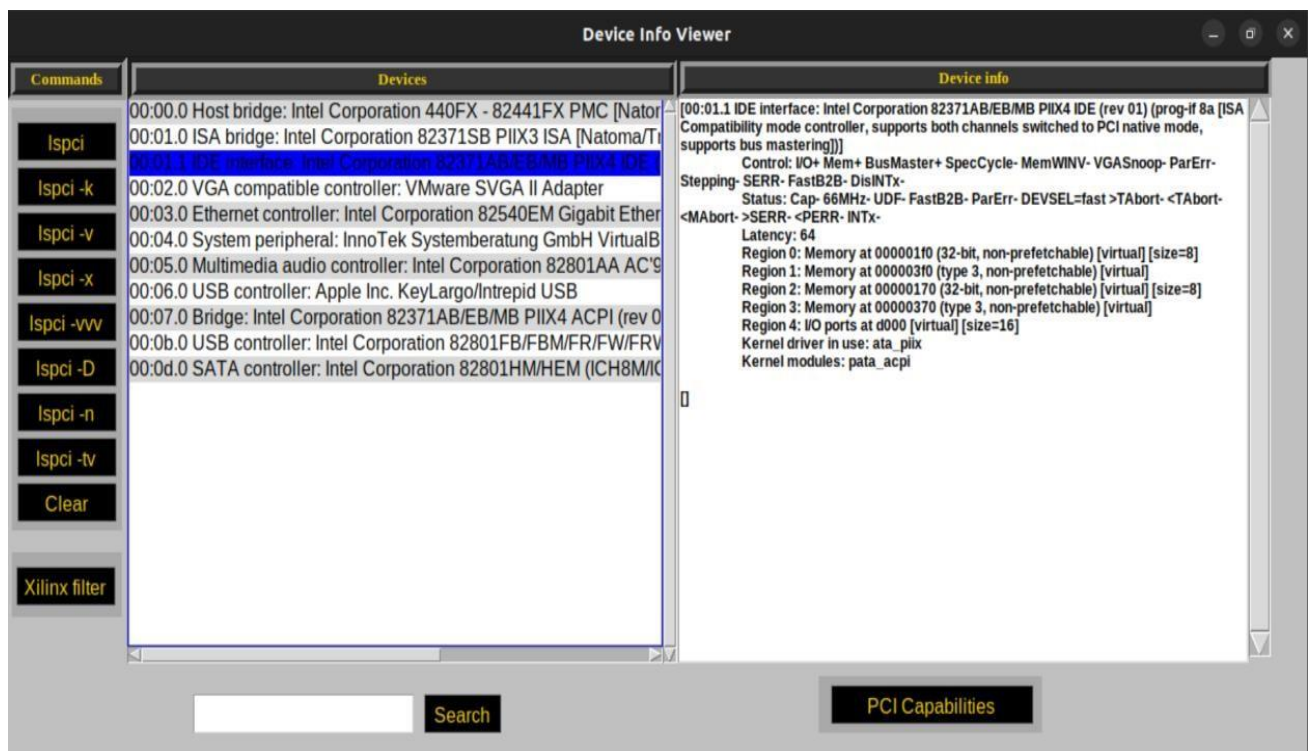 Device Info Viewer
Commands
Devices
Device info
lspci
lspci -k
lspci -v
lspci -x
lspci -vvv
lspci -D
lspci -n
lspci -tv
Clear
Xilinx filter
00:00.0 Host bridge: Intel Corporation 440FX - 82441FX PMC [Nator
00:01.0 ISA bridge: Intel Corporation 82371SB PIIX3 ISA [Natoma/Tr
00:01.1 IDE interface: Intel Corporation 82371AB/EB/MB PIIX4 IDE (
00:02.0 VGA compatible controller: VMware SVGA II Adapter
00:03.0 Ethernet controller: Intel Corporation 82540EM Gigabit Ether
00:04.0 System peripheral: InnoTek Systemberatung GmbH VirtualB
00:05.0 Multimedia audio controller: Intel Corporation 82801AA AC'9
00:06.0 USB controller: Apple Inc. KeyLargo/Intrepid USB
00:07.0 Bridge: Intel Corporation 82371AB/EB/MB PIIX4 ACPI (rev 0
00:0b.0 USB controller: Intel Corporation 82801FB/FBM/FR/FW/FRW
00:0d.0 SATA controller: Intel Corporation 82801HM/HEM (ICH8M/IC
[00:01.1 IDE interface: Intel Corporation 82371AB/EB/MB PIIX4 IDE (rev 01) (prog-if 8a [ISA
Compatibility mode controller, supports both channels switched to PCI native mode,
supports bus mastering])]
Control: I/O+ Mem+ BusMaster+ SpecCycle- MemWINV- VGASnoop- ParErr-
Stepping- SERR- FastB2B- DisINTx-
Status: Cap- 66MHz- UDF- FastB2B- ParErr- DEVSEL=fast >TAbort- <TAbort-
<MAbort- >SERR- <PERR- INTx-
Latency: 64
Region 0: Memory at 000001f0 (32-bit, non-prefetchable) [virtual] [size=8]
Region 1: Memory at 000003f0 (type 3, non-prefetchable) [virtual]
Region 2: Memory at 00000170 (32-bit, non-prefetchable) [virtual] [size=8]
Region 3: Memory at 00000370 (type 3, non-prefetchable) [virtual]
Region 4: I/O ports at d000 [virtual] [size=16]
Kernel driver in use: ata_piix
Kernel modules: pata_acpi
[]
Search
PCI Capabilities